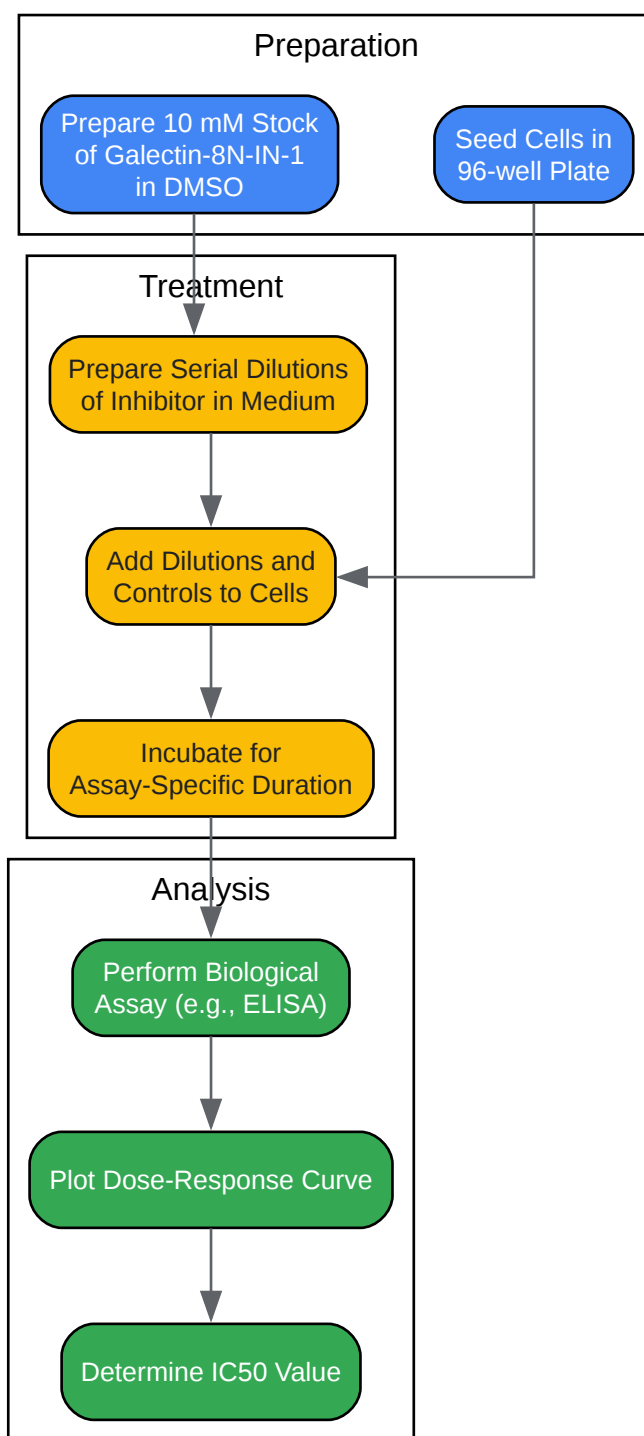 Preparation
Prepare 10 mM Stock
of Galectin-8N-IN-1
in DMSO
Seed Cells in
96-well Plate
Treatment
Prepare Serial Dilutions
of Inhibitor in Medium
Add Dilutions and
Controls to Cells
Incubate for
Assay-Specific Duration
Analysis
Perform Biological
Assay (e.g., ELISA)
Plot Dose-Response Curve
Determine IC50 Value